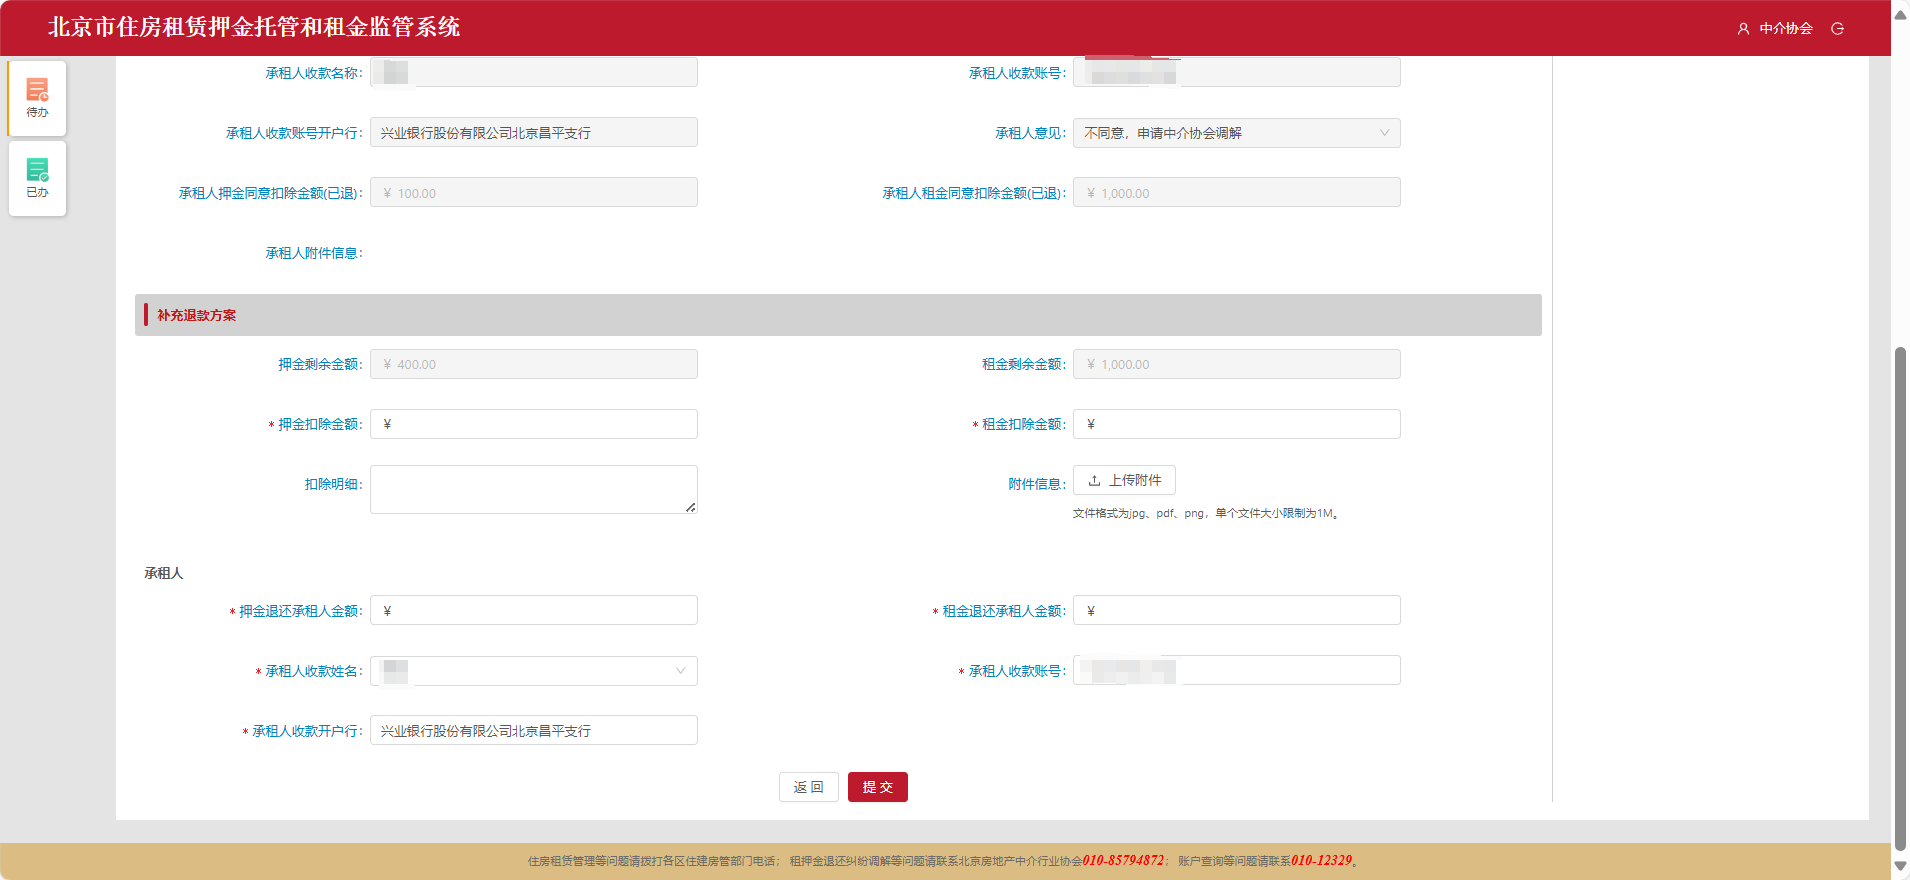 北京市住房租赁押金托管和租金监管系统
中介协会
待办
已办
承租人收款名称:
承租人收款账号:
承租人收款账号开户行: 兴业银行股份有限公司北京昌平支行
承租人意见: 不同意，申请中介协会调解
承租人押金同意扣除金额(已退): ¥ 100.00
承租人租金同意扣除金额(已退): ¥ 1,000.00
承租人附件信息:
补充退款方案
押金剩余金额: ¥ 400.00
租金剩余金额: ¥ 1,000.00
* 押金扣除金额: ¥
* 租金扣除金额: ¥
扣除明细:
附件信息: 上传附件
文件格式为jpg、pdf、png，单个文件大小限制为1M。
承租人
* 押金退还承租人金额: ¥
* 租金退还承租人金额: ¥
* 承租人收款姓名:
* 承租人收款账号:
* 承租人收款开户行: 兴业银行股份有限公司北京昌平支行
返 回
提 交
住房租赁管理等问题请拨打各区住建房管部门电话； 租押金退还纠纷调解等问题请联系北京房地产中介行业协会010-85794872； 账户查询等问题请联系010-12329。